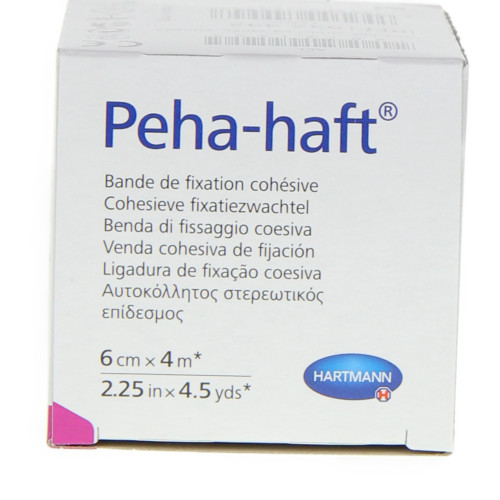 Peha-haft®
Bande de fixation cohésive
Cohesieve fixatiezwachtel
Benda di fissaggio coesiva
Venda cohesiva de fijación
Ligadura de fixação coesiva
Αυτοκόλλητος στερεωτικός
επίδεσμος
6 cm x 4 m*
2.25 in x 4.5 yds*
HARTMANN